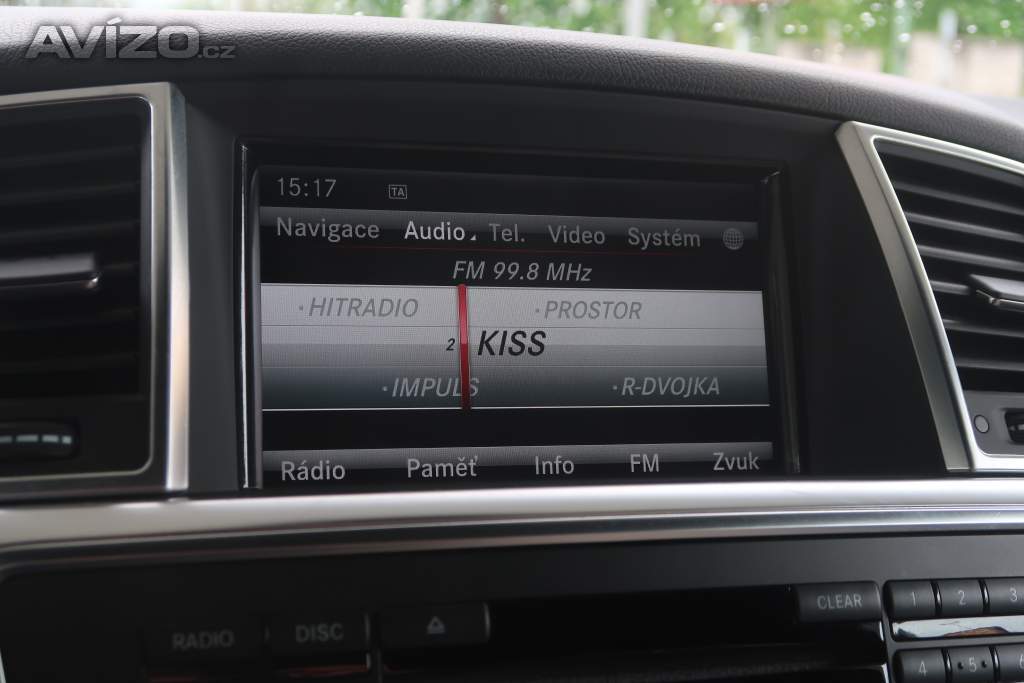 AVÍZO.CZ
15:17 TA
Navigace Audio Tel. Video Systém
FM 99.8 MHz
·HITRADIO ·PROSTOR
2 KISS
·IMPULS ·R-DVOJKA
Rádio Paměť Info FM Zvuk
CLEAR 1 2 3
RADIO DISC
4 5 6